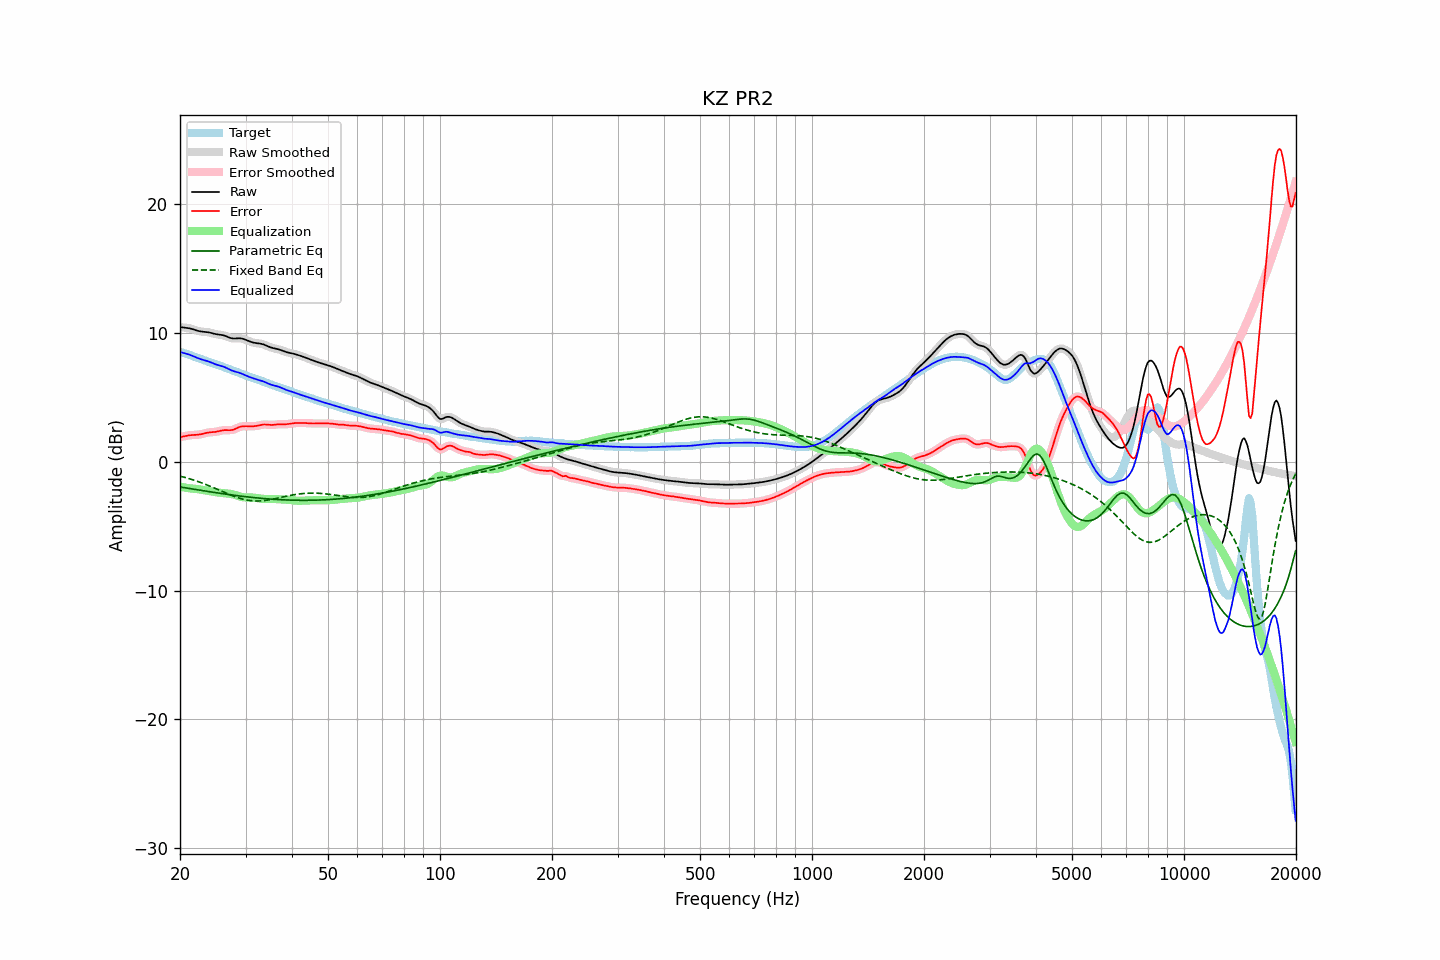 KZ PR2
Target
Raw Smoothed
Error Smoothed
Raw
Error
Equalization
Parametric Eq
Fixed Band Eq
Equalized
Amplitude (dBr)
20
10
0
−10
−20
−30
20 50 100 200 500 1000 2000 5000 10000 20000
Frequency (Hz)